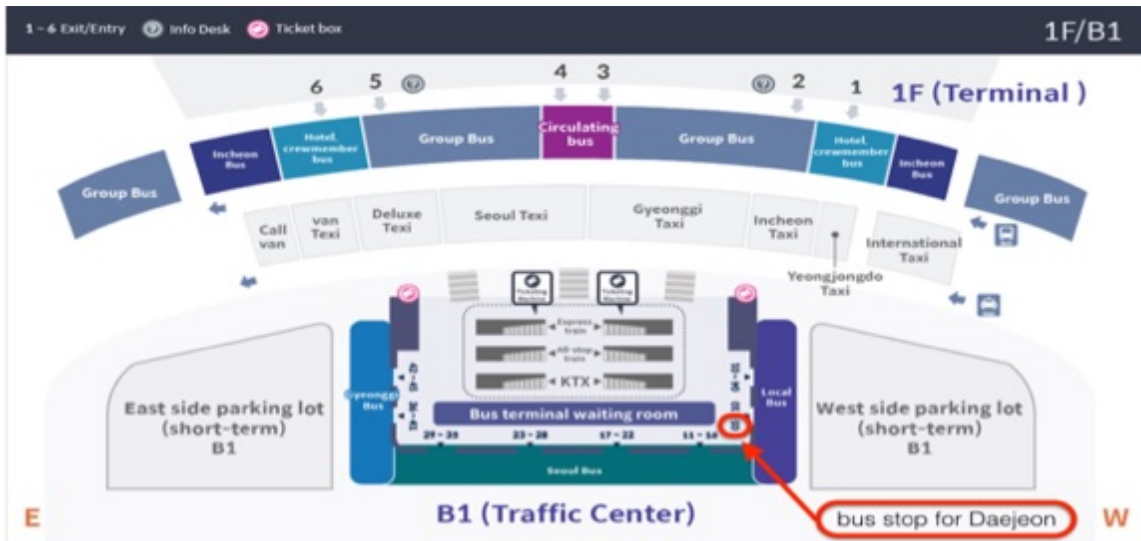 1 ~ 6 Exit/Entry Info Desk Ticket box
1F/B1
6 5 4 3 2 1
1F (Terminal )
Group Bus
Incheon
Bus
Hotel,
crewmember
bus
Group Bus
Circulating
bus
Group Bus
Hotel,
crewmember
bus
Incheon
Bus
Group Bus
Call
van
van
Texi
Deluxe
Texi
Seoul Texi
Gyeonggi
Taxi
Incheon
Taxi
Yeongjongdo
Taxi
International
Taxi
Ticketing
Machine
Ticketing
Machine
Express
train
All-stop
train
KTX
Gyeonggi
Bus
Local
Bus
Bus terminal waiting room
23 ~ 28 17 ~ 22
Seoul Bus
East side parking lot
(short-term)
B1
West side parking lot
(short-term)
B1
B1 (Traffic Center)
bus stop for Daejeon
E
W